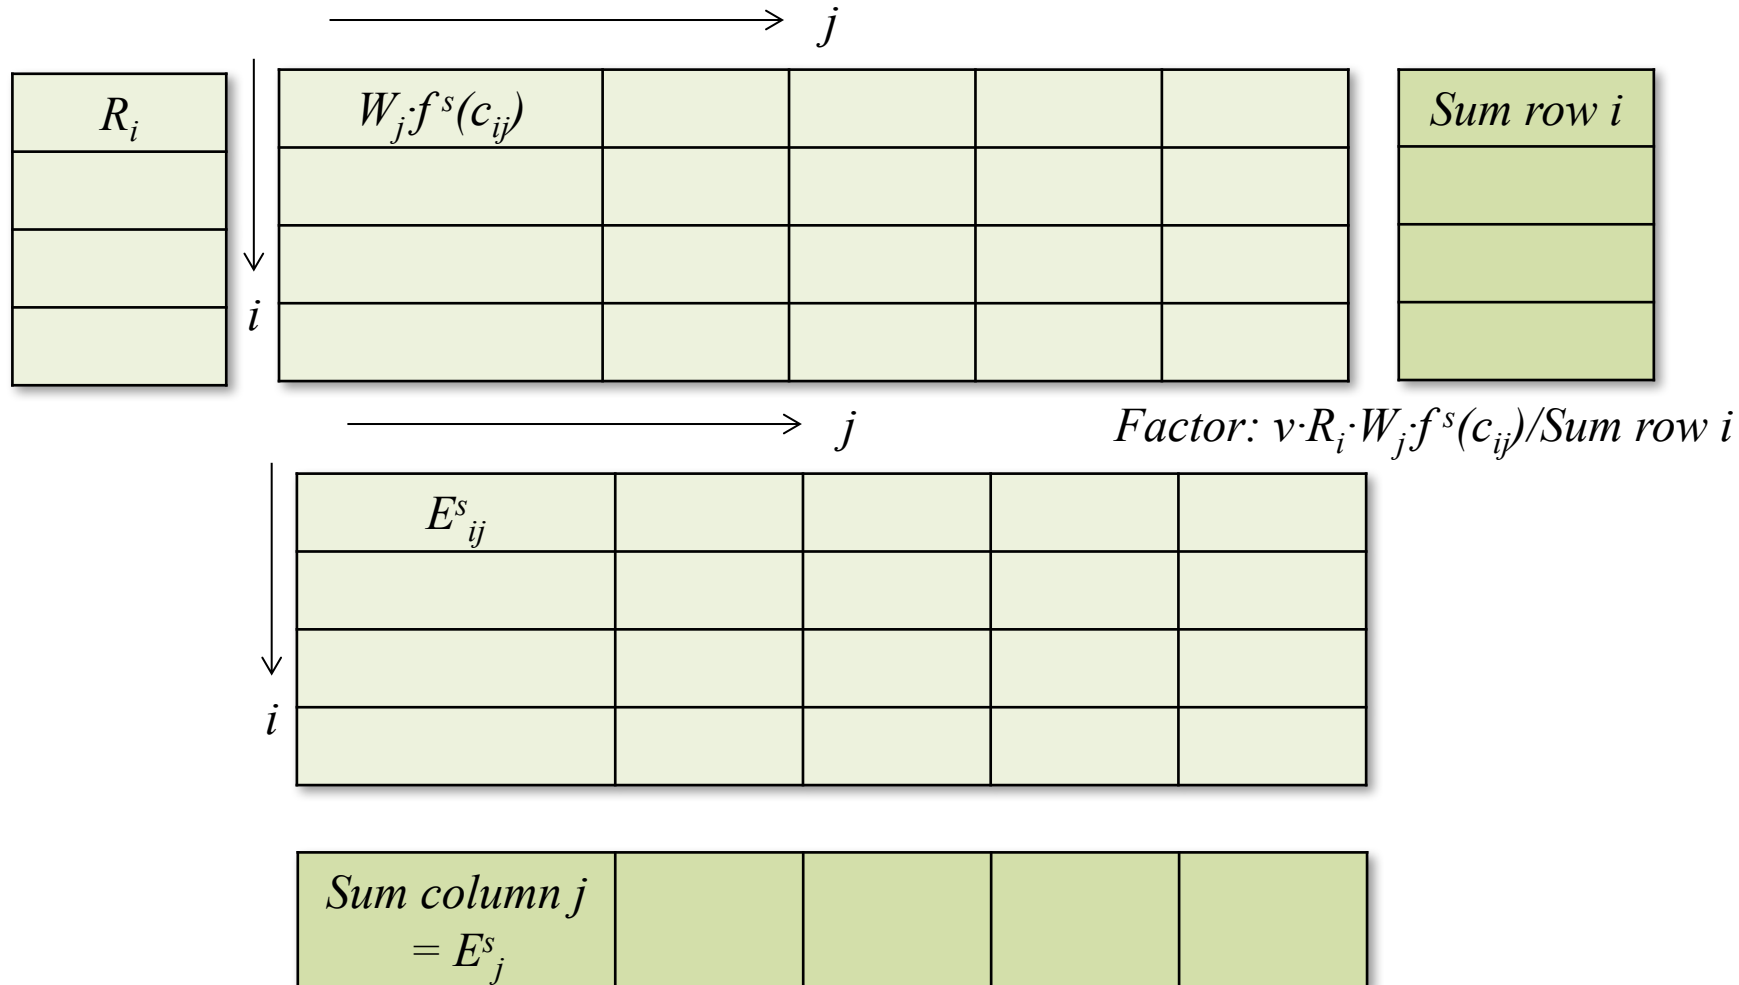 j
R_i
W_j·f^s(c_ij)
Sum row i
i
j
Factor: v·R_i·W_j·f^s(c_ij)/Sum row i
E^s_ij
i
Sum column j
= E^s_j